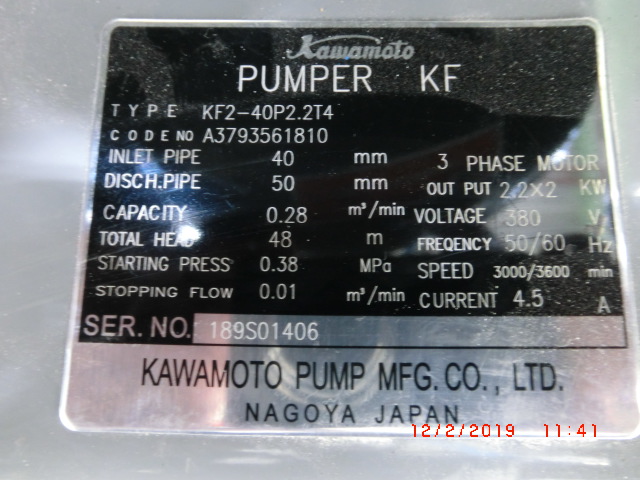 Kawamoto
PUMPER KF
TYPE KF2-40P2.2T4
CODE NO A3793561810
INLET PIPE 40 mm 3 PHASE MOTOR
DISCH.PIPE 50 mm OUT PUT 2.2X2 KW
CAPACITY 0.28 m³/min VOLTAGE 380 V
TOTAL HEAD 48 m FREQENCY 50/60 Hz
STARTING PRESS 0.38 MPa SPEED 3000/3600 min
STOPPING FLOW 0.01 m³/min CURRENT 4.5 A
SER. NO. 189S01406
KAWAMOTO PUMP MFG. CO., LTD.
NAGOYA JAPAN
12/2/2019 11:41